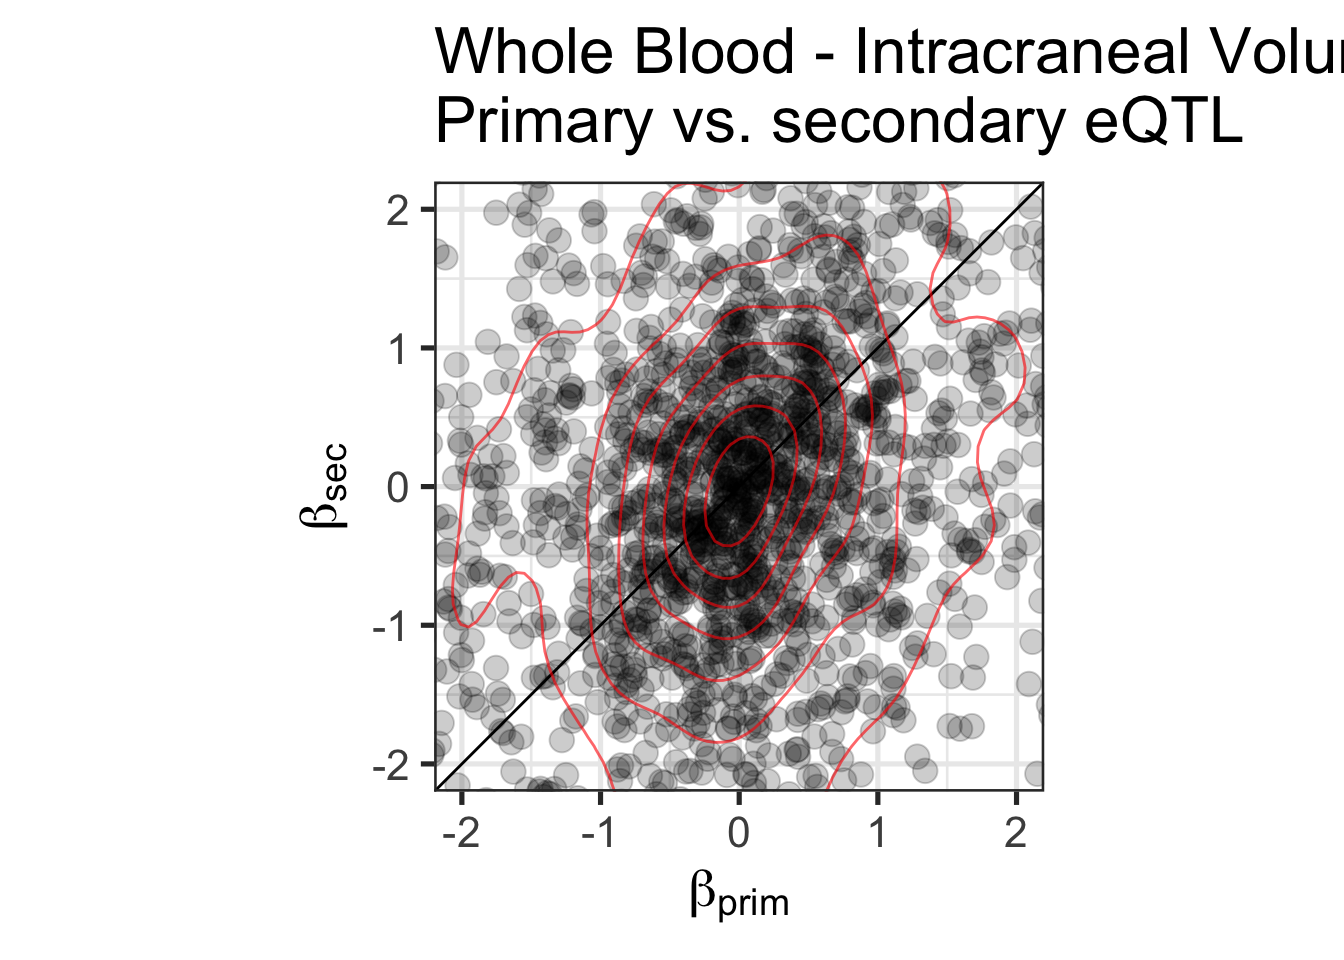 Whole Blood - Intracraneal Volu
Primary vs. secondary eQTL
2
1
0
-1
-2
βsec
-2 -1 0 1 2
βprim